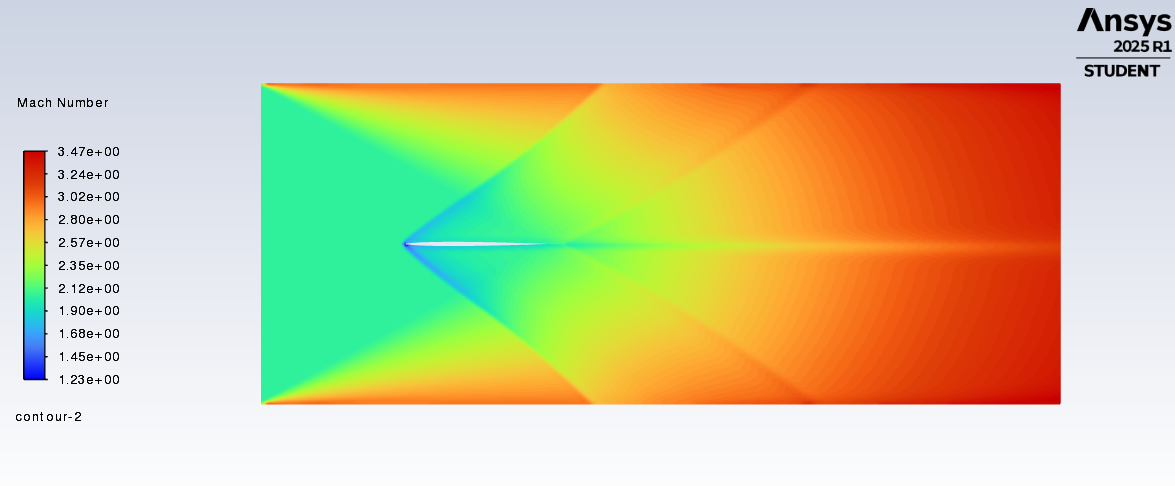 Ansys
2025 R1
STUDENT
Mach Number
3.47e+00
3.24e+00
3.02e+00
2.80e+00
2.57e+00
2.35e+00
2.12e+00
1.90e+00
1.68e+00
1.45e+00
1.23e+00
contour-2